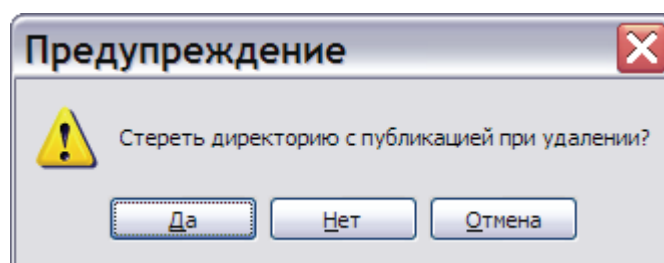 Предупреждение
Стереть директорию с публикацией при удалении?
Да Нет Отмена